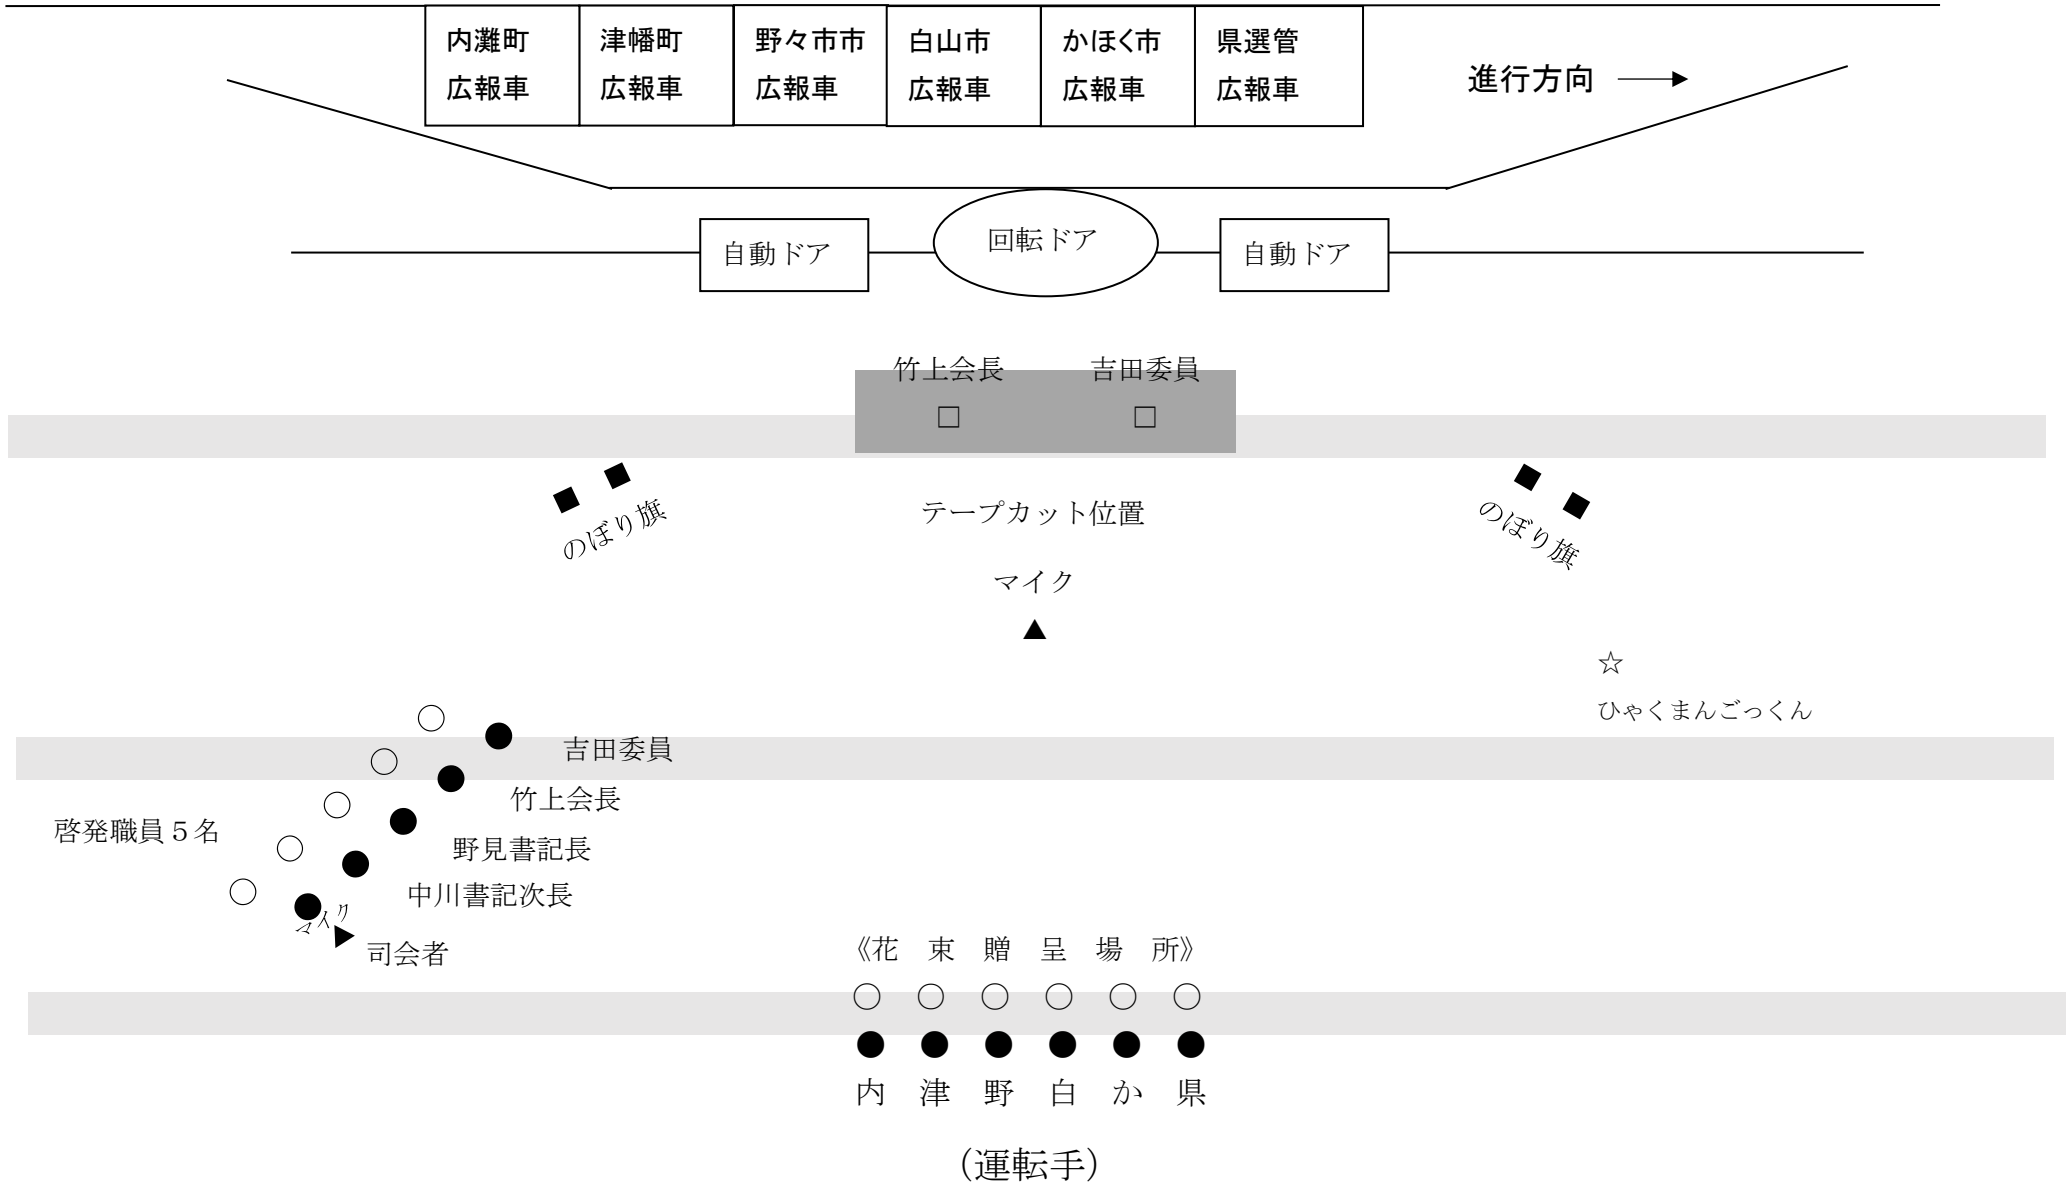 内灘町
広報車
津幡町
広報車
野々市市
広報車
白山市
広報車
かほく市
広報車
県選管
広報車
進行方向
自動ドア
回転ドア
自動ドア
竹上会長
吉田委員
□ □
のぼり旗
テープカット位置
のぼり旗
マイク
▲
☆
ひゃくまんごっくん
吉田委員
竹上会長
啓発職員５名
野見書記長
中川書記次長
マイク
司会者
《花 束 贈 呈 場 所》
○ ○ ○ ○ ○ ○
● ● ● ● ● ●
内 津 野 白 か 県
（運転手）